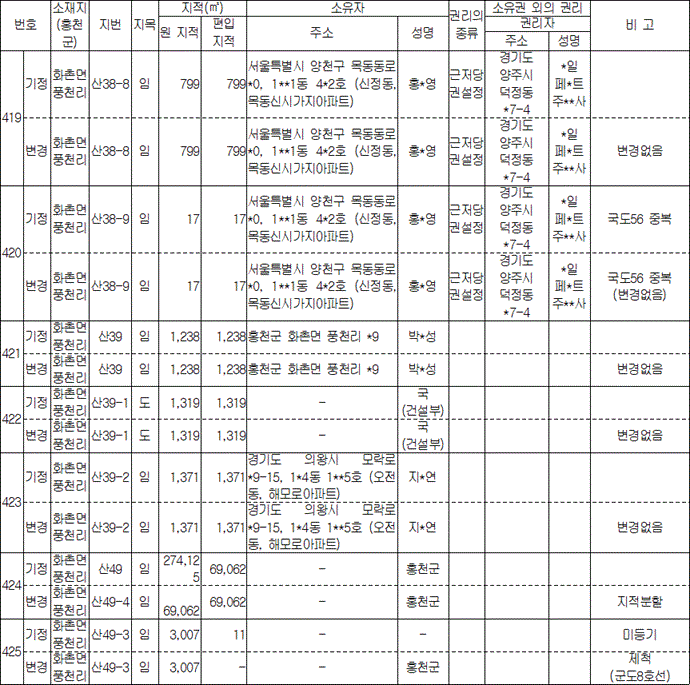 번호 소재지 (홍천군) 지번 지목 지적(㎡) 소유자 권리의 종류 소유권 외의 권리 비 고
원 지적 편입 지적 주소 성명 권리자
주소 성명
419 기정 화촌면 풍천리 산38-8 임 799 799 서울특별시 양천구 목동동로 *0, 1**1동 4*2호 (신정동, 목동신시가지아파트) 홍*영 근저당권설정 경기도 양주시 덕정동 *7-4 *일 페*트 주**사
변경 화촌면 풍천리 산38-8 임 799 799 서울특별시 양천구 목동동로 *0, 1**1동 4*2호 (신정동, 목동신시가지아파트) 홍*영 근저당권설정 경기도 양주시 덕정동 *7-4 *일 페*트 주**사 변경없음
420 기정 화촌면 풍천리 산38-9 임 17 17 서울특별시 양천구 목동동로 *0, 1**1동 4*2호 (신정동, 목동신시가지아파트) 홍*영 근저당권설정 경기도 양주시 덕정동 *7-4 *일 페*트 주**사 국도56 중복
변경 화촌면 풍천리 산38-9 임 17 17 서울특별시 양천구 목동동로 *0, 1**1동 4*2호 (신정동, 목동신시가지아파트) 홍*영 근저당권설정 경기도 양주시 덕정동 *7-4 *일 페*트 주**사 국도56 중복 (변경없음)
421 기정 화촌면 풍천리 산39 임 1,238 1,238 홍천군 화촌면 풍천리 *9 박*성
변경 화촌면 풍천리 산39 임 1,238 1,238 홍천군 화촌면 풍천리 *9 박*성 변경없음
422 기정 화촌면 풍천리 산39-1 도 1,319 1,319 - 국 (건설부)
변경 화촌면 풍천리 산39-1 도 1,319 1,319 - 국 (건설부) 변경없음
423 기정 화촌면 풍천리 산39-2 임 1,371 1,371 경기도 의왕시 모락로 *9-15, 1*4동 1**5호 (오전동, 해모로아파트) 지*연
변경 화촌면 풍천리 산39-2 임 1,371 1,371 경기도 의왕시 모락로 *9-15, 1*4동 1**5호 (오전동, 해모로아파트) 지*연 변경없음
424 기정 화촌면 풍천리 산49 임 274,125 69,062 - 홍천군
변경 화촌면 풍천리 산49-4 임 69,062 69,062 - 홍천군 지적분할
425 기정 화촌면 풍천리 산49-3 임 3,007 11 - - 미등기
변경 화촌면 풍천리 산49-3 임 3,007 - 홍천군 제척 (군도8호선)